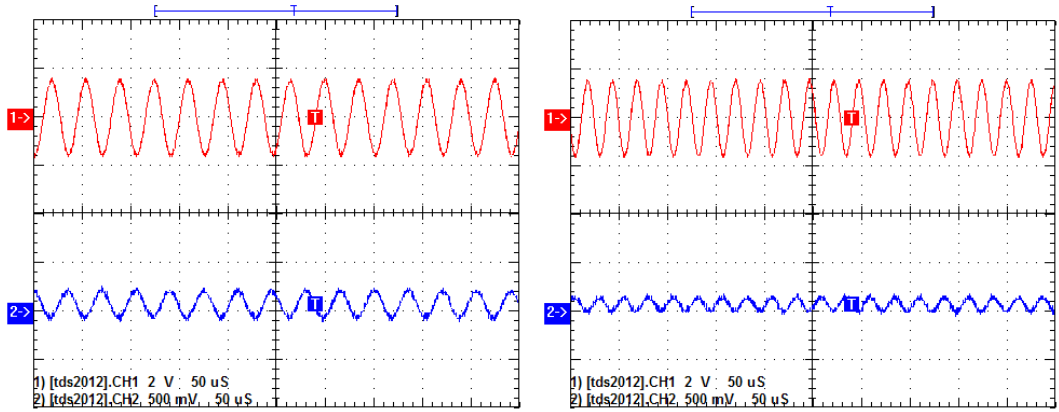 T
1->
T
2->
T
1) [tds2012].CH1 2 V 50 uS
2) [tds2012].CH2 500 mV 50 uS
T
1->
T
2->
T
1) [tds2012].CH1 2 V 50 uS
2) [tds2012].CH2 500 mV 50 uS